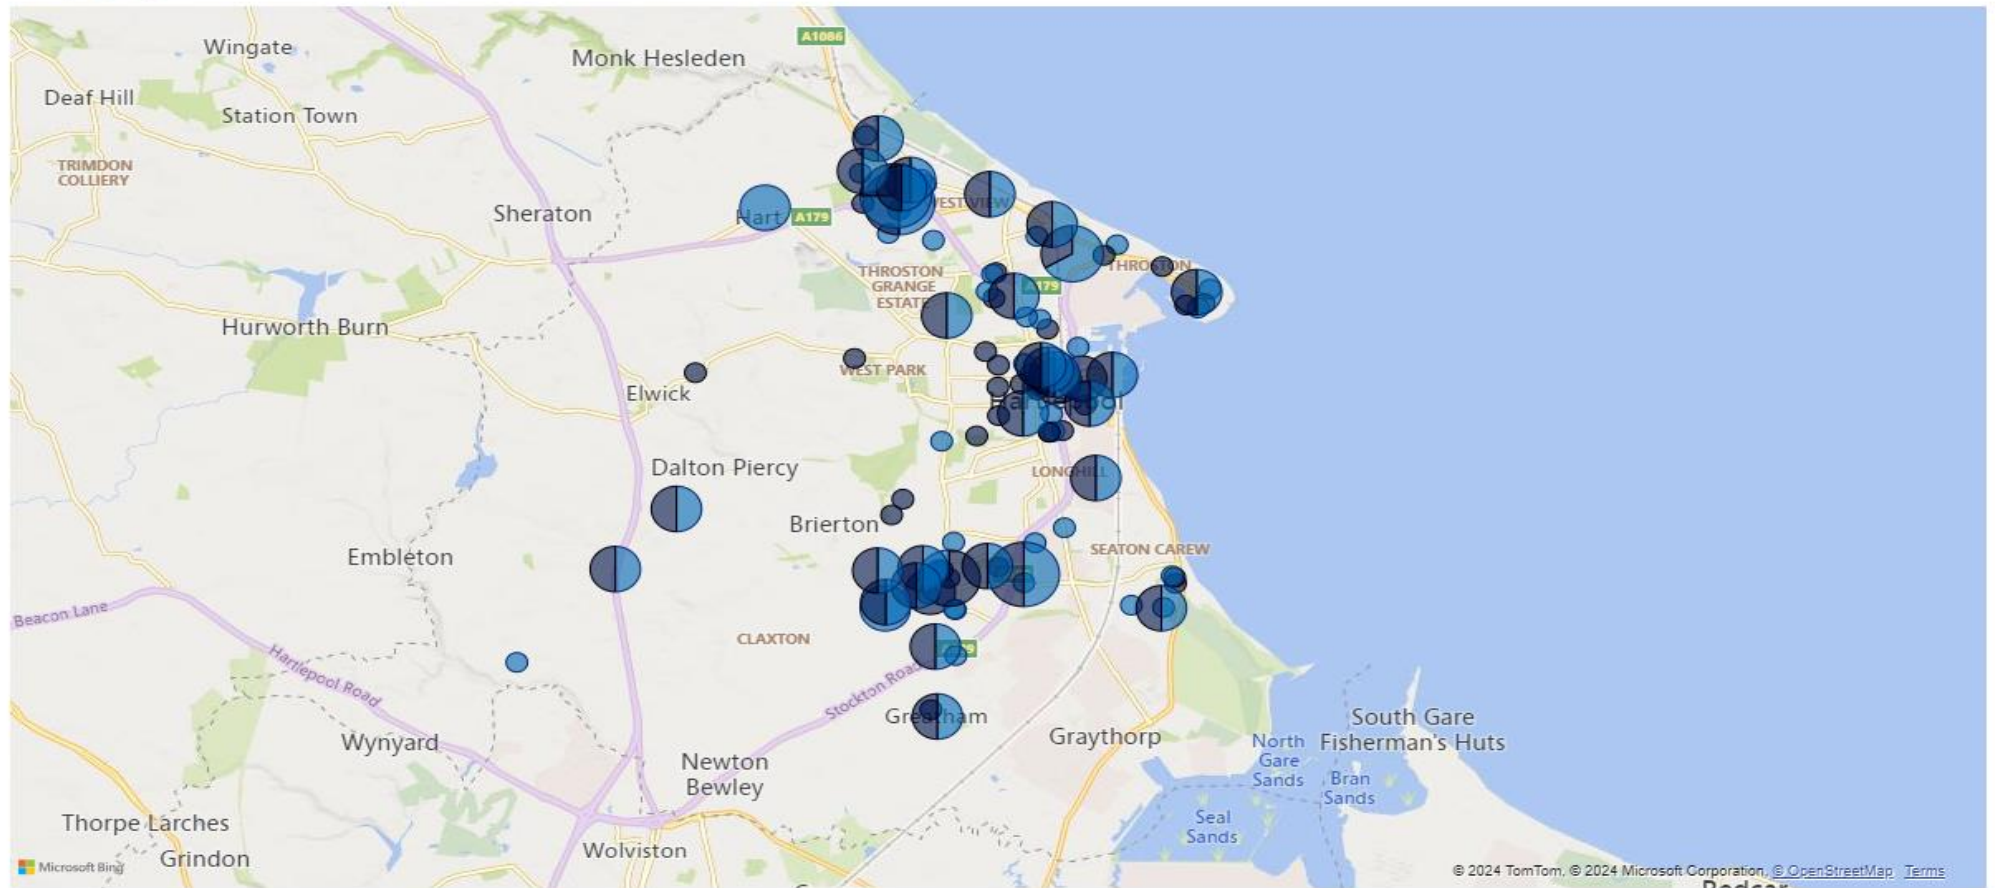 A1086
Wingate
Monk Hesleden
Deaf Hill
Station Town
TRIMDON
COLLIERY
Sheraton
Hart
A179
WEST VIEW
THROSTON
GRANGE
ESTATE
THROSTON
A179
Hurworth Burn
WEST PARK
Elwick
Dalton Piercy
LONGHILL
Brierton
Embleton
SEATON CAREW
Beacon Lane
CLAXTON
Hartlepool Road
Stockton Road
Greatham
Wynyard
Graythorp
South Gare
Fisherman's Huts
North
Gare
Sands
Newton
Bewley
Bran
Sands
Seal
Sands
Thorpe Larches
Grindon
Wolviston
Microsoft Bing
© 2024 TomTom, © 2024 Microsoft Corporation, © OpenStreetMap Terms